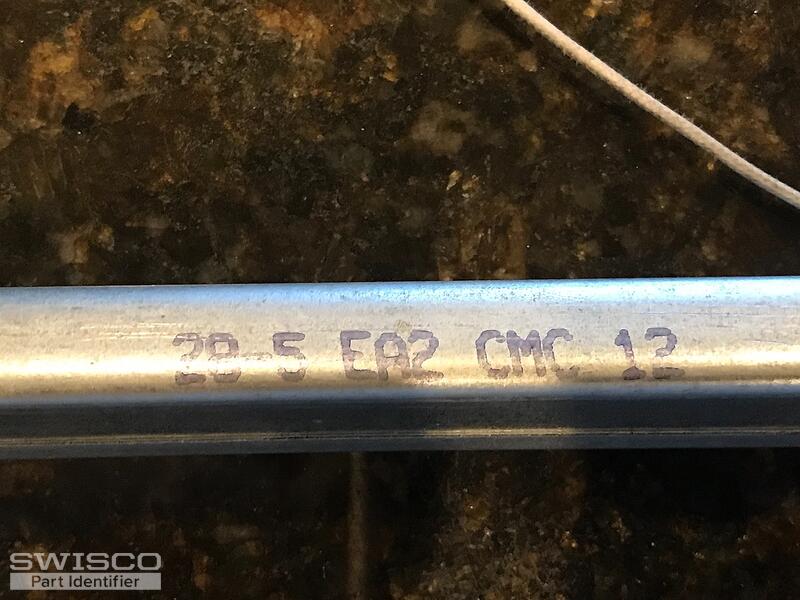 28 5 EA2 CMC 12
SWISCO
Part Identifier